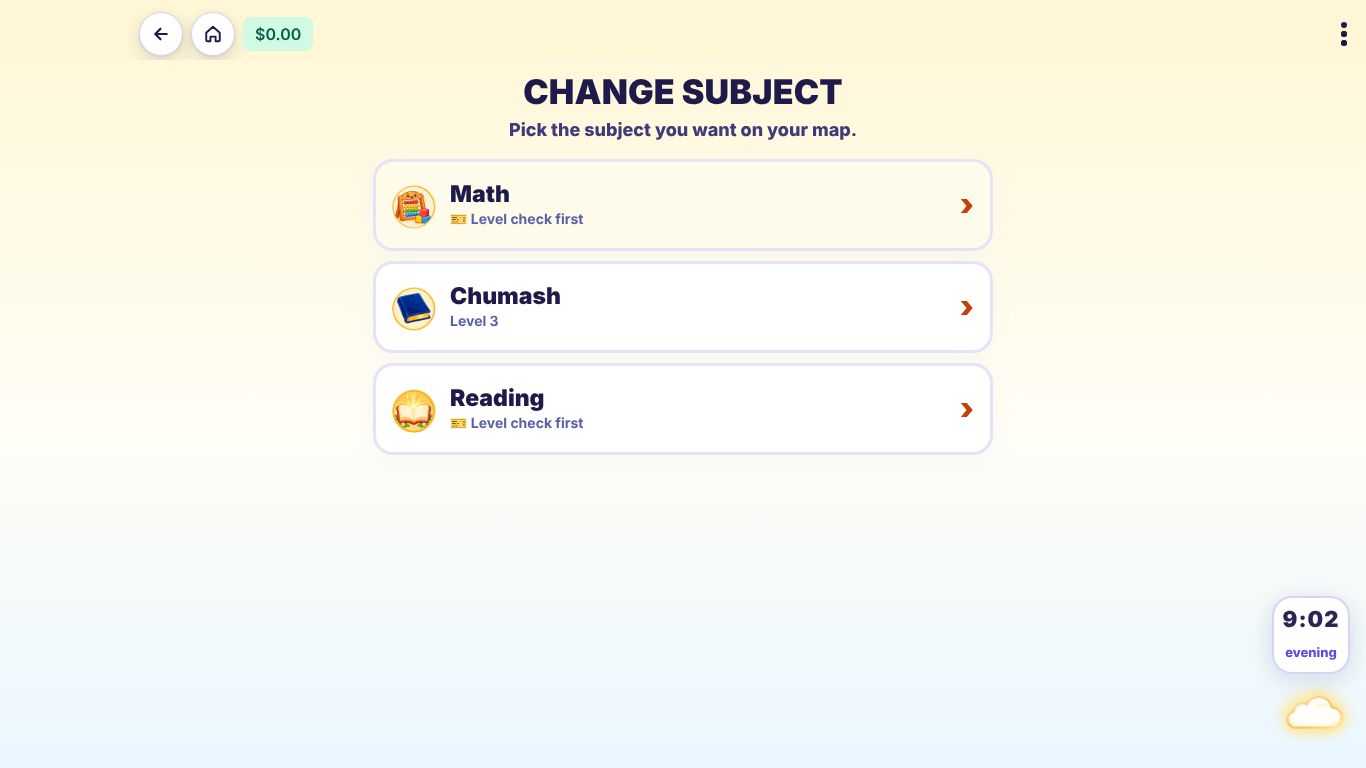 $0.00
CHANGE SUBJECT
Pick the subject you want on your map.
Math
🎫 Level check first
Chumash
Level 3
Reading
🎫 Level check first
9:02
evening